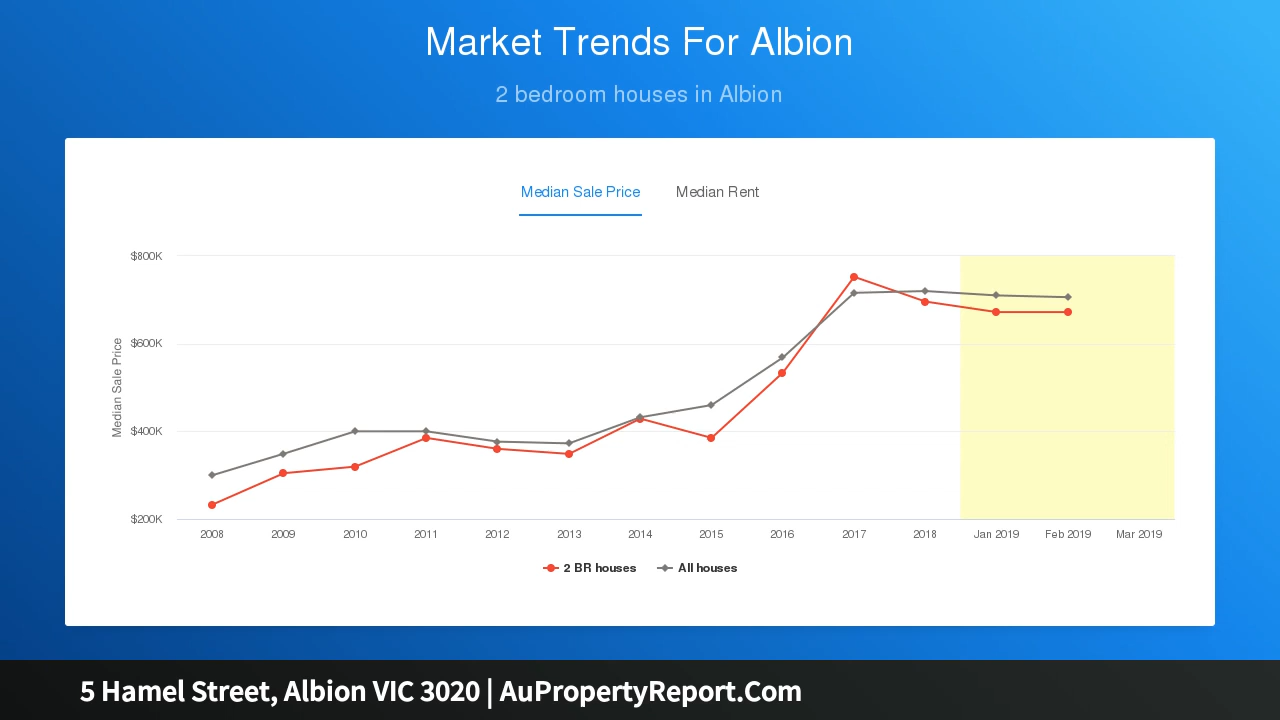 Market Trends For Albion
2 bedroom houses in Albion
Median Sale Price Median Rent
Median Sale Price
$800K
$600K
$400K
$200K
2008 2009 2010 2011 2012 2013 2014 2015 2016 2017 2018 Jan 2019 Feb 2019 Mar 2019
2 BR houses All houses
5 Hamel Street, Albion VIC 3020 | AuPropertyReport.Com